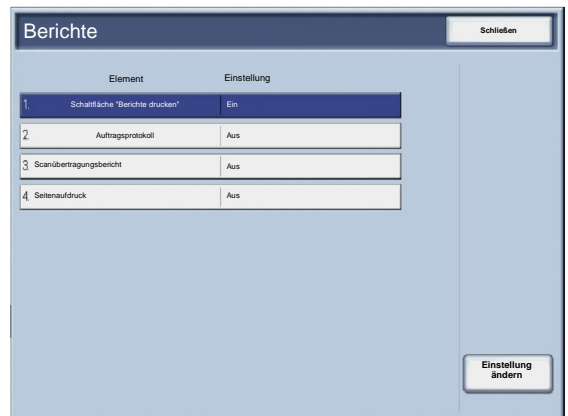 Berichte
Schließen
Element Einstellung
1. Schaltfläche "Berichte drucken" Ein
2. Auftragsprotokoll Aus
3. Scanübertragungsbericht Aus
4. Seitenaufdruck Aus
Einstellung
ändern